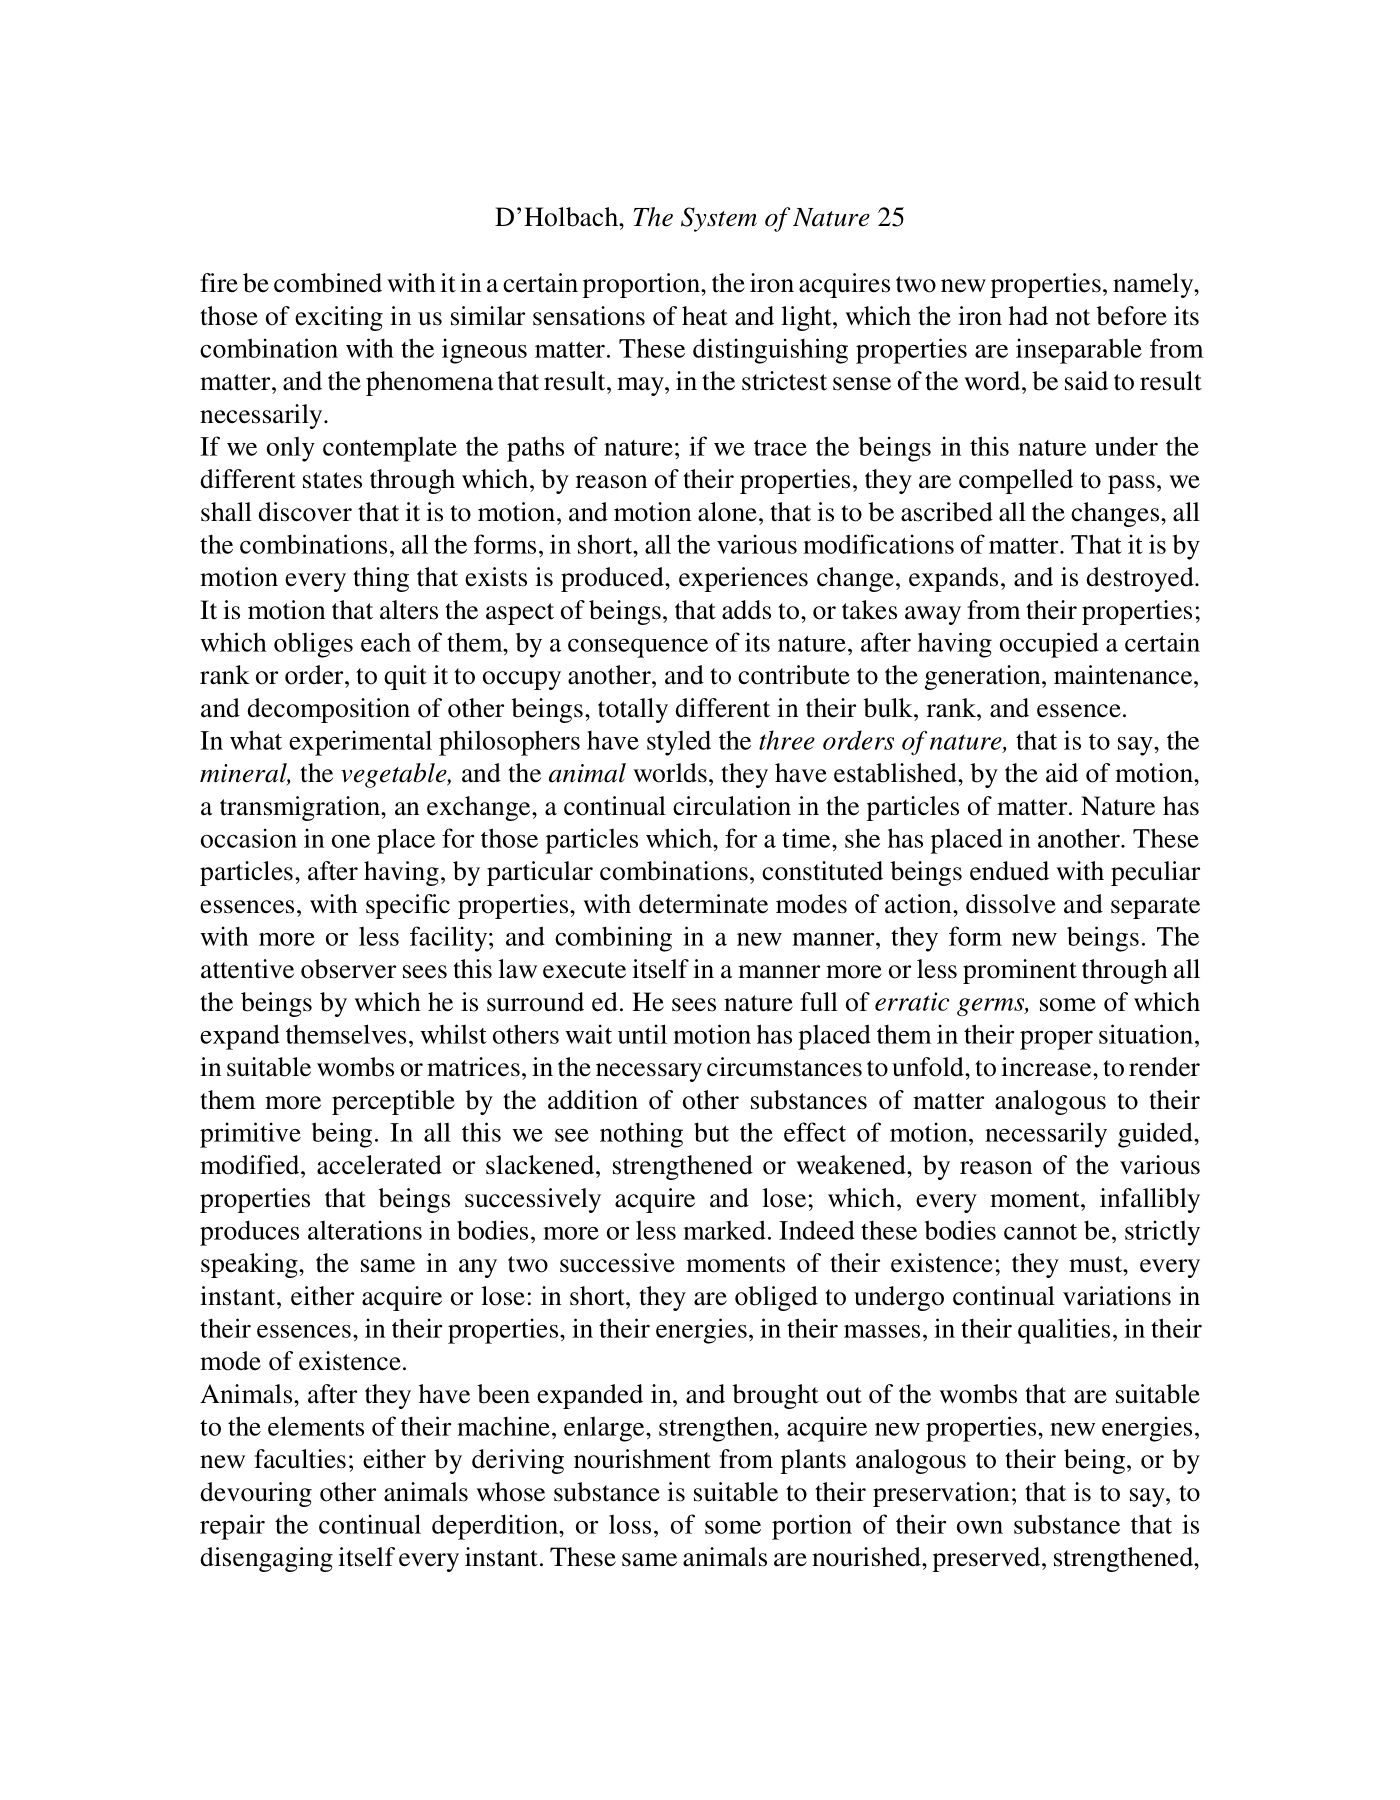 D’Holbach, The System of Nature 25
fire be combined with it in a certain proportion, the iron acquires two new properties, namely,
those of exciting in us similar sensations of heat and light, which the iron had not before its
combination with the igneous matter. These distinguishing properties are inseparable from
matter, and the phenomena that result, may, in the strictest sense of the word, be said to result
necessarily.
If we only contemplate the paths of nature; if we trace the beings in this nature under the
different states through which, by reason of their properties, they are compelled to pass, we
shall discover that it is to motion, and motion alone, that is to be ascribed all the changes, all
the combinations, all the forms, in short, all the various modifications of matter. That it is by
motion every thing that exists is produced, experiences change, expands, and is destroyed.
It is motion that alters the aspect of beings, that adds to, or takes away from their properties;
which obliges each of them, by a consequence of its nature, after having occupied a certain
rank or order, to quit it to occupy another, and to contribute to the generation, maintenance,
and decomposition of other beings, totally different in their bulk, rank, and essence.
In what experimental philosophers have styled the three orders of nature, that is to say, the
mineral, the vegetable, and the animal worlds, they have established, by the aid of motion,
a transmigration, an exchange, a continual circulation in the particles of matter. Nature has
occasion in one place for those particles which, for a time, she has placed in another. These
particles, after having, by particular combinations, constituted beings endued with peculiar
essences, with specific properties, with determinate modes of action, dissolve and separate
with more or less facility; and combining in a new manner, they form new beings. The
attentive observer sees this law execute itself in a manner more or less prominent through all
the beings by which he is surround ed. He sees nature full of erratic germs, some of which
expand themselves, whilst others wait until motion has placed them in their proper situation,
in suitable wombs or matrices, in the necessary circumstances to unfold, to increase, to render
them more perceptible by the addition of other substances of matter analogous to their
primitive being. In all this we see nothing but the effect of motion, necessarily guided,
modified, accelerated or slackened, strengthened or weakened, by reason of the various
properties that beings successively acquire and lose; which, every moment, infallibly
produces alterations in bodies, more or less marked. Indeed these bodies cannot be, strictly
speaking, the same in any two successive moments of their existence; they must, every
instant, either acquire or lose: in short, they are obliged to undergo continual variations in
their essences, in their properties, in their energies, in their masses, in their qualities, in their
mode of existence.
Animals, after they have been expanded in, and brought out of the wombs that are suitable
to the elements of their machine, enlarge, strengthen, acquire new properties, new energies,
new faculties; either by deriving nourishment from plants analogous to their being, or by
devouring other animals whose substance is suitable to their preservation; that is to say, to
repair the continual deperdition, or loss, of some portion of their own substance that is
disengaging itself every instant. These same animals are nourished, preserved, strengthened,